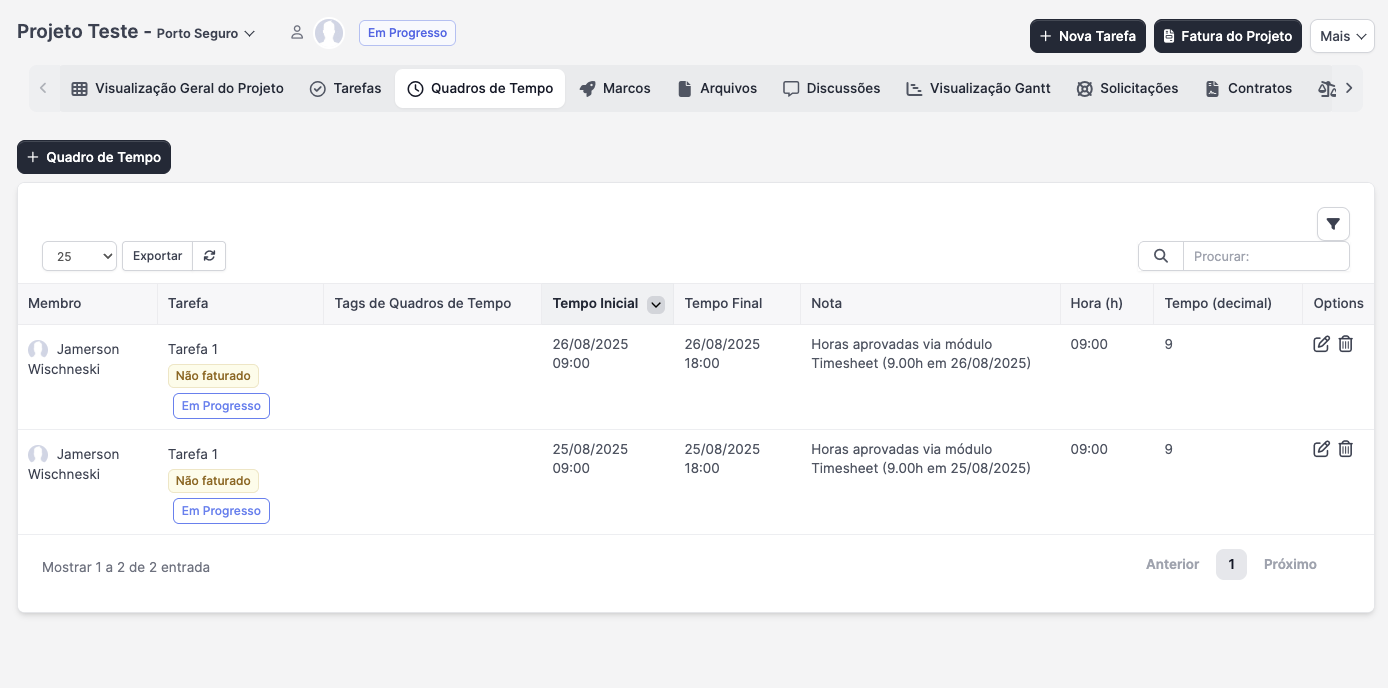 Projeto Teste - Porto Seguro
Em Progresso
Nova Tarefa
Fatura do Projeto
Mais
Visualização Geral do Projeto
Tarefas
Quadros de Tempo
Marcos
Arquivos
Discussões
Visualização Gantt
Solicitações
Contratos
Quadro de Tempo
25
Exportar
Procurar:
Membro
Tarefa
Tags de Quadros de Tempo
Tempo Inicial
Tempo Final
Nota
Hora (h)
Tempo (decimal)
Options
Jamerson
Wischneski
Tarefa 1
Não faturado
Em Progresso
26/08/2025
09:00
26/08/2025
18:00
Horas aprovadas via módulo
Timesheet (9.00h em 26/08/2025)
09:00
9
Jamerson
Wischneski
Tarefa 1
Não faturado
Em Progresso
25/08/2025
09:00
25/08/2025
18:00
Horas aprovadas via módulo
Timesheet (9.00h em 25/08/2025)
09:00
9
Mostrar 1 a 2 de 2 entrada
Anterior
1
Próximo